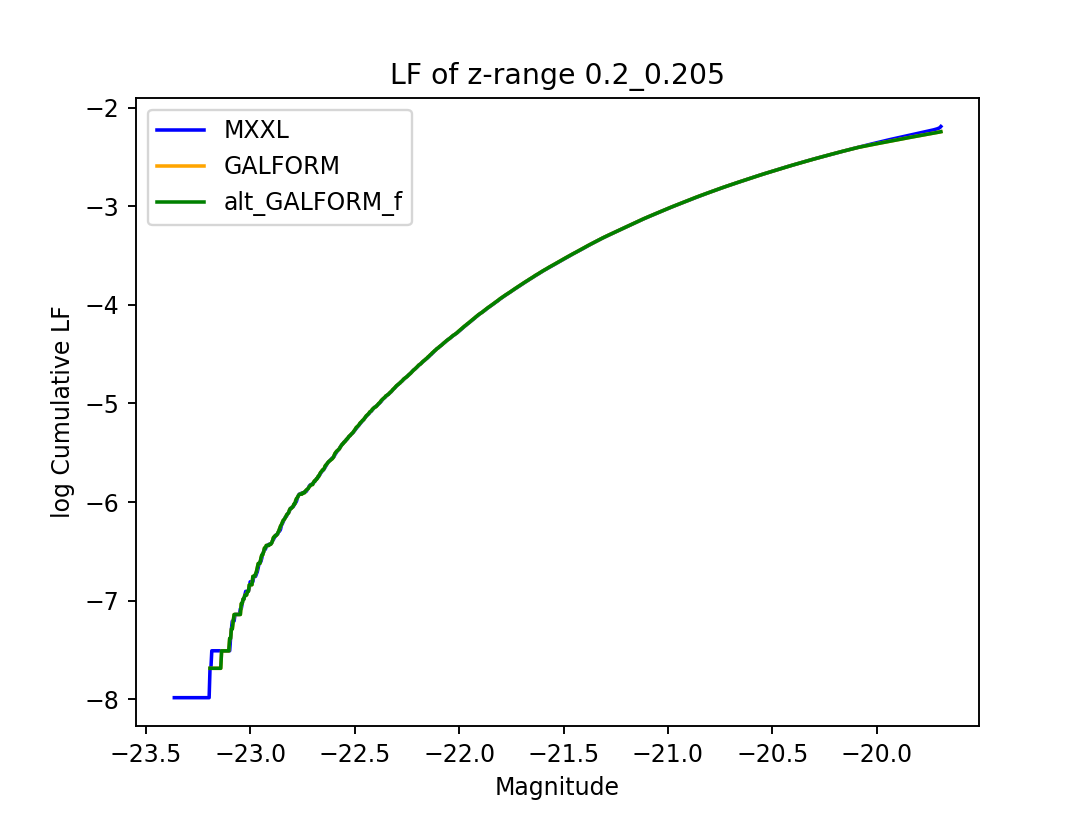 LF of z-range 0.2_0.205
MXXL
GALFORM
alt_GALFORM_f
log Cumulative LF
−2
−3
−4
−5
−6
−7
−8
−23.5 −23.0 −22.5 −22.0 −21.5 −21.0 −20.5 −20.0
Magnitude